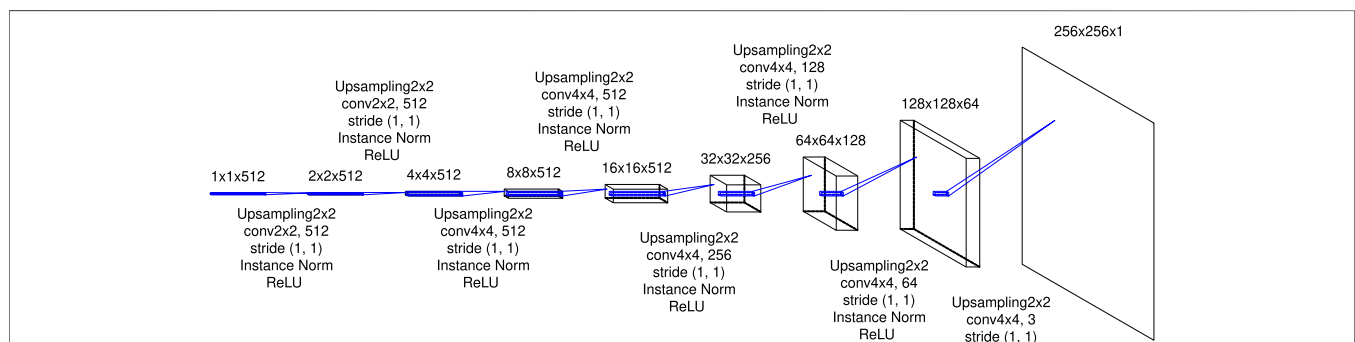 256x256x1
Upsampling2x2
conv4x4, 128
stride (1, 1)
Instance Norm
ReLU
Upsampling2x2
conv4x4, 512
stride (1, 1)
Instance Norm
ReLU
Upsampling2x2
conv2x2, 512
stride (1, 1)
Instance Norm
ReLU
1x1x512
2x2x512
4x4x512
8x8x512
16x16x512
32x32x256
64x64x128
128x128x64
Upsampling2x2
conv2x2, 512
stride (1, 1)
Instance Norm
ReLU
Upsampling2x2
conv4x4, 512
stride (1, 1)
Instance Norm
ReLU
Upsampling2x2
conv4x4, 256
stride (1, 1)
Instance Norm
ReLU
Upsampling2x2
conv4x4, 64
stride (1, 1)
Instance Norm
ReLU
Upsampling2x2
conv4x4, 3
stride (1, 1)